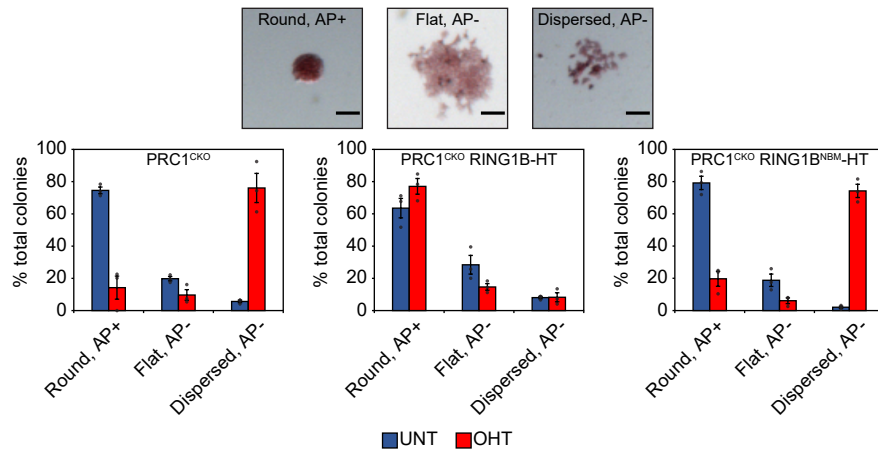 Round, AP+ Flat, AP- Dispersed, AP-
PRC1ᶜᴷᴼ
% total colonies
100
80
60
40
20
0
Round, AP+
Flat, AP-
Dispersed, AP-
PRC1ᶜᴷᴼ RING1B-HT
% total colonies
100
80
60
40
20
0
Round, AP+
Flat, AP-
Dispersed, AP-
PRC1ᶜᴷᴼ RING1Bᴺᴮᴹ-HT
% total colonies
100
80
60
40
20
0
Round, AP+
Flat, AP-
Dispersed, AP-
UNT OHT